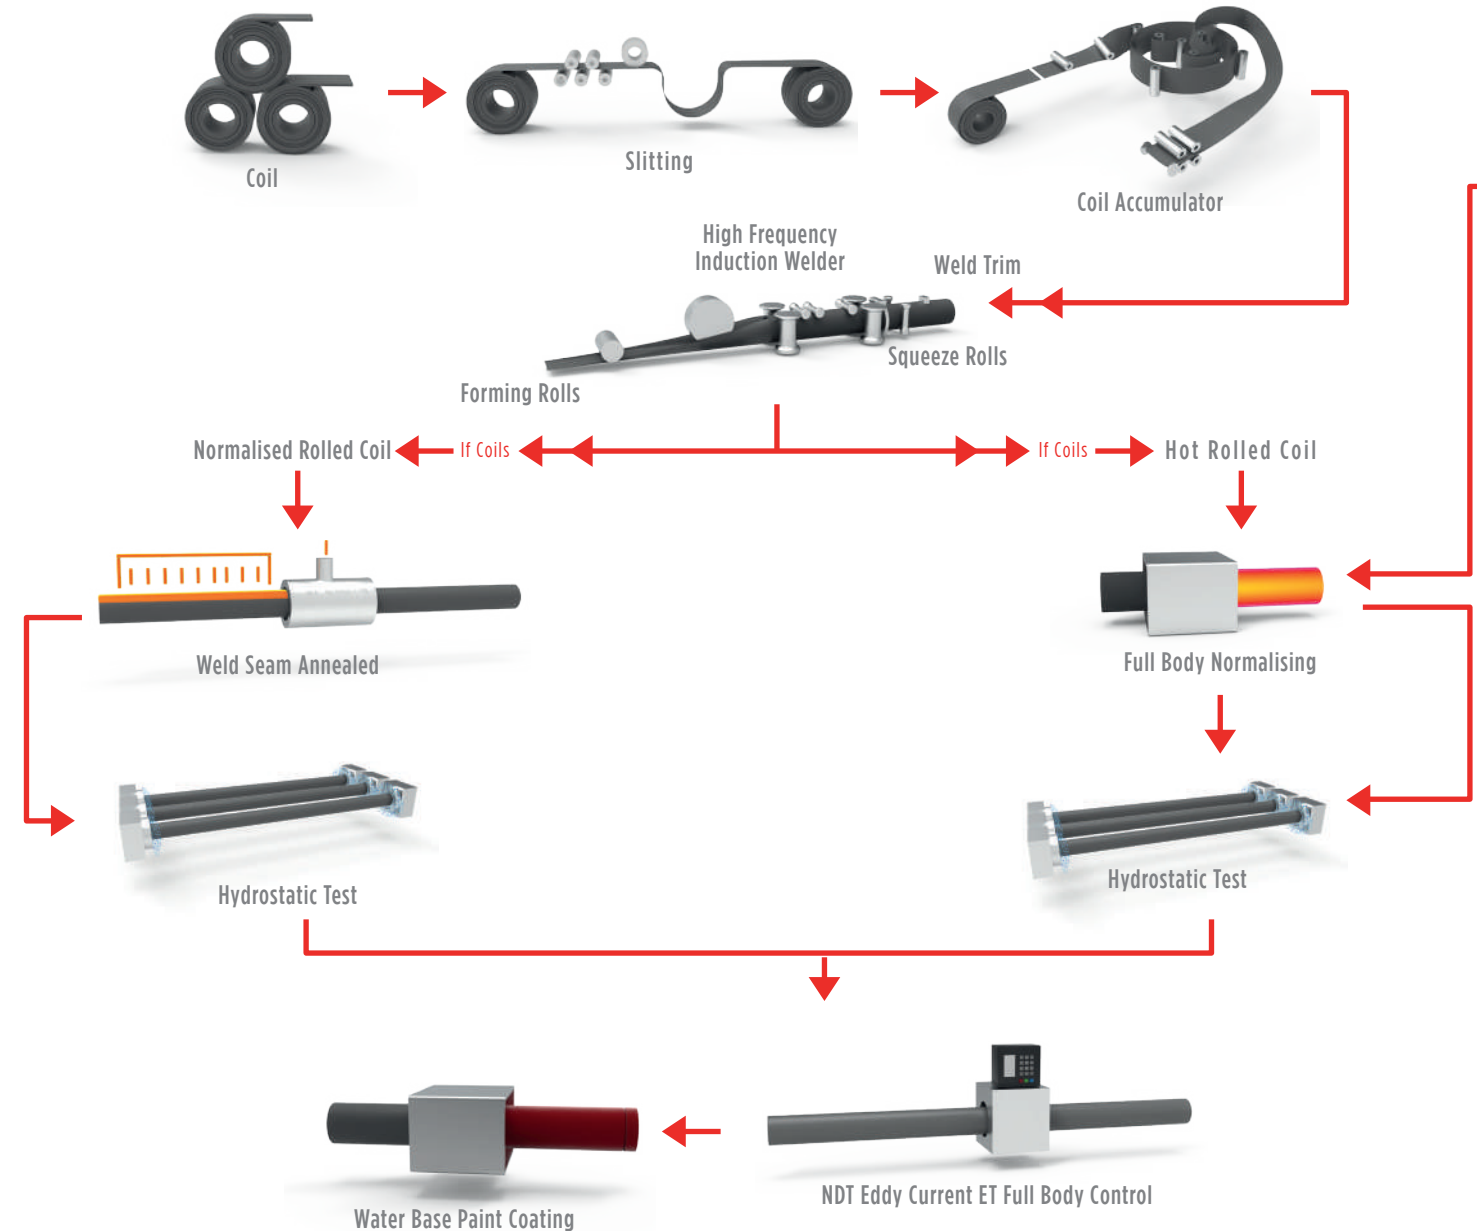 Coil
Slitting
Coil Accumulator
High Frequency
Induction Welder
Weld Trim
Squeeze Rolls
Forming Rolls
Normalised Rolled Coil
If Coils
If Coils
Hot Rolled Coil
Weld Seam Annealed
Full Body Normalising
Hydrostatic Test
Hydrostatic Test
NDT Eddy Current ET Full Body Control
Water Base Paint Coating